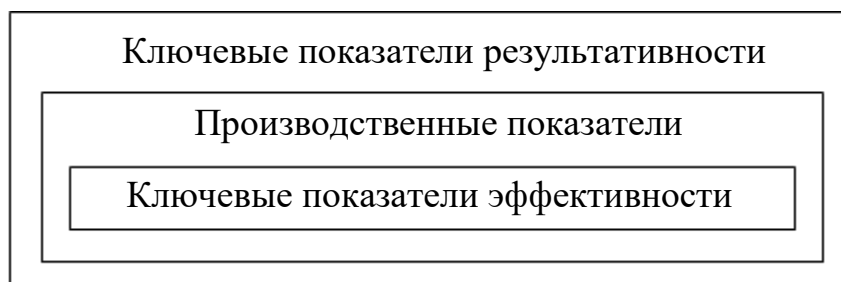 Ключевые показатели результативности
Производственные показатели
Ключевые показатели эффективности